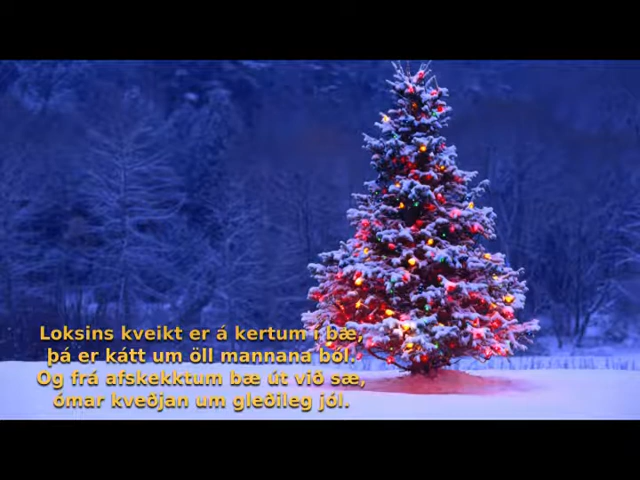 Loksins kveikt er á kertum í bæ,
þá er kátt um öll mannana ból.
Og frá afskekktum bæ út við sæ,
ómar kveðjan um gleðileg jól.